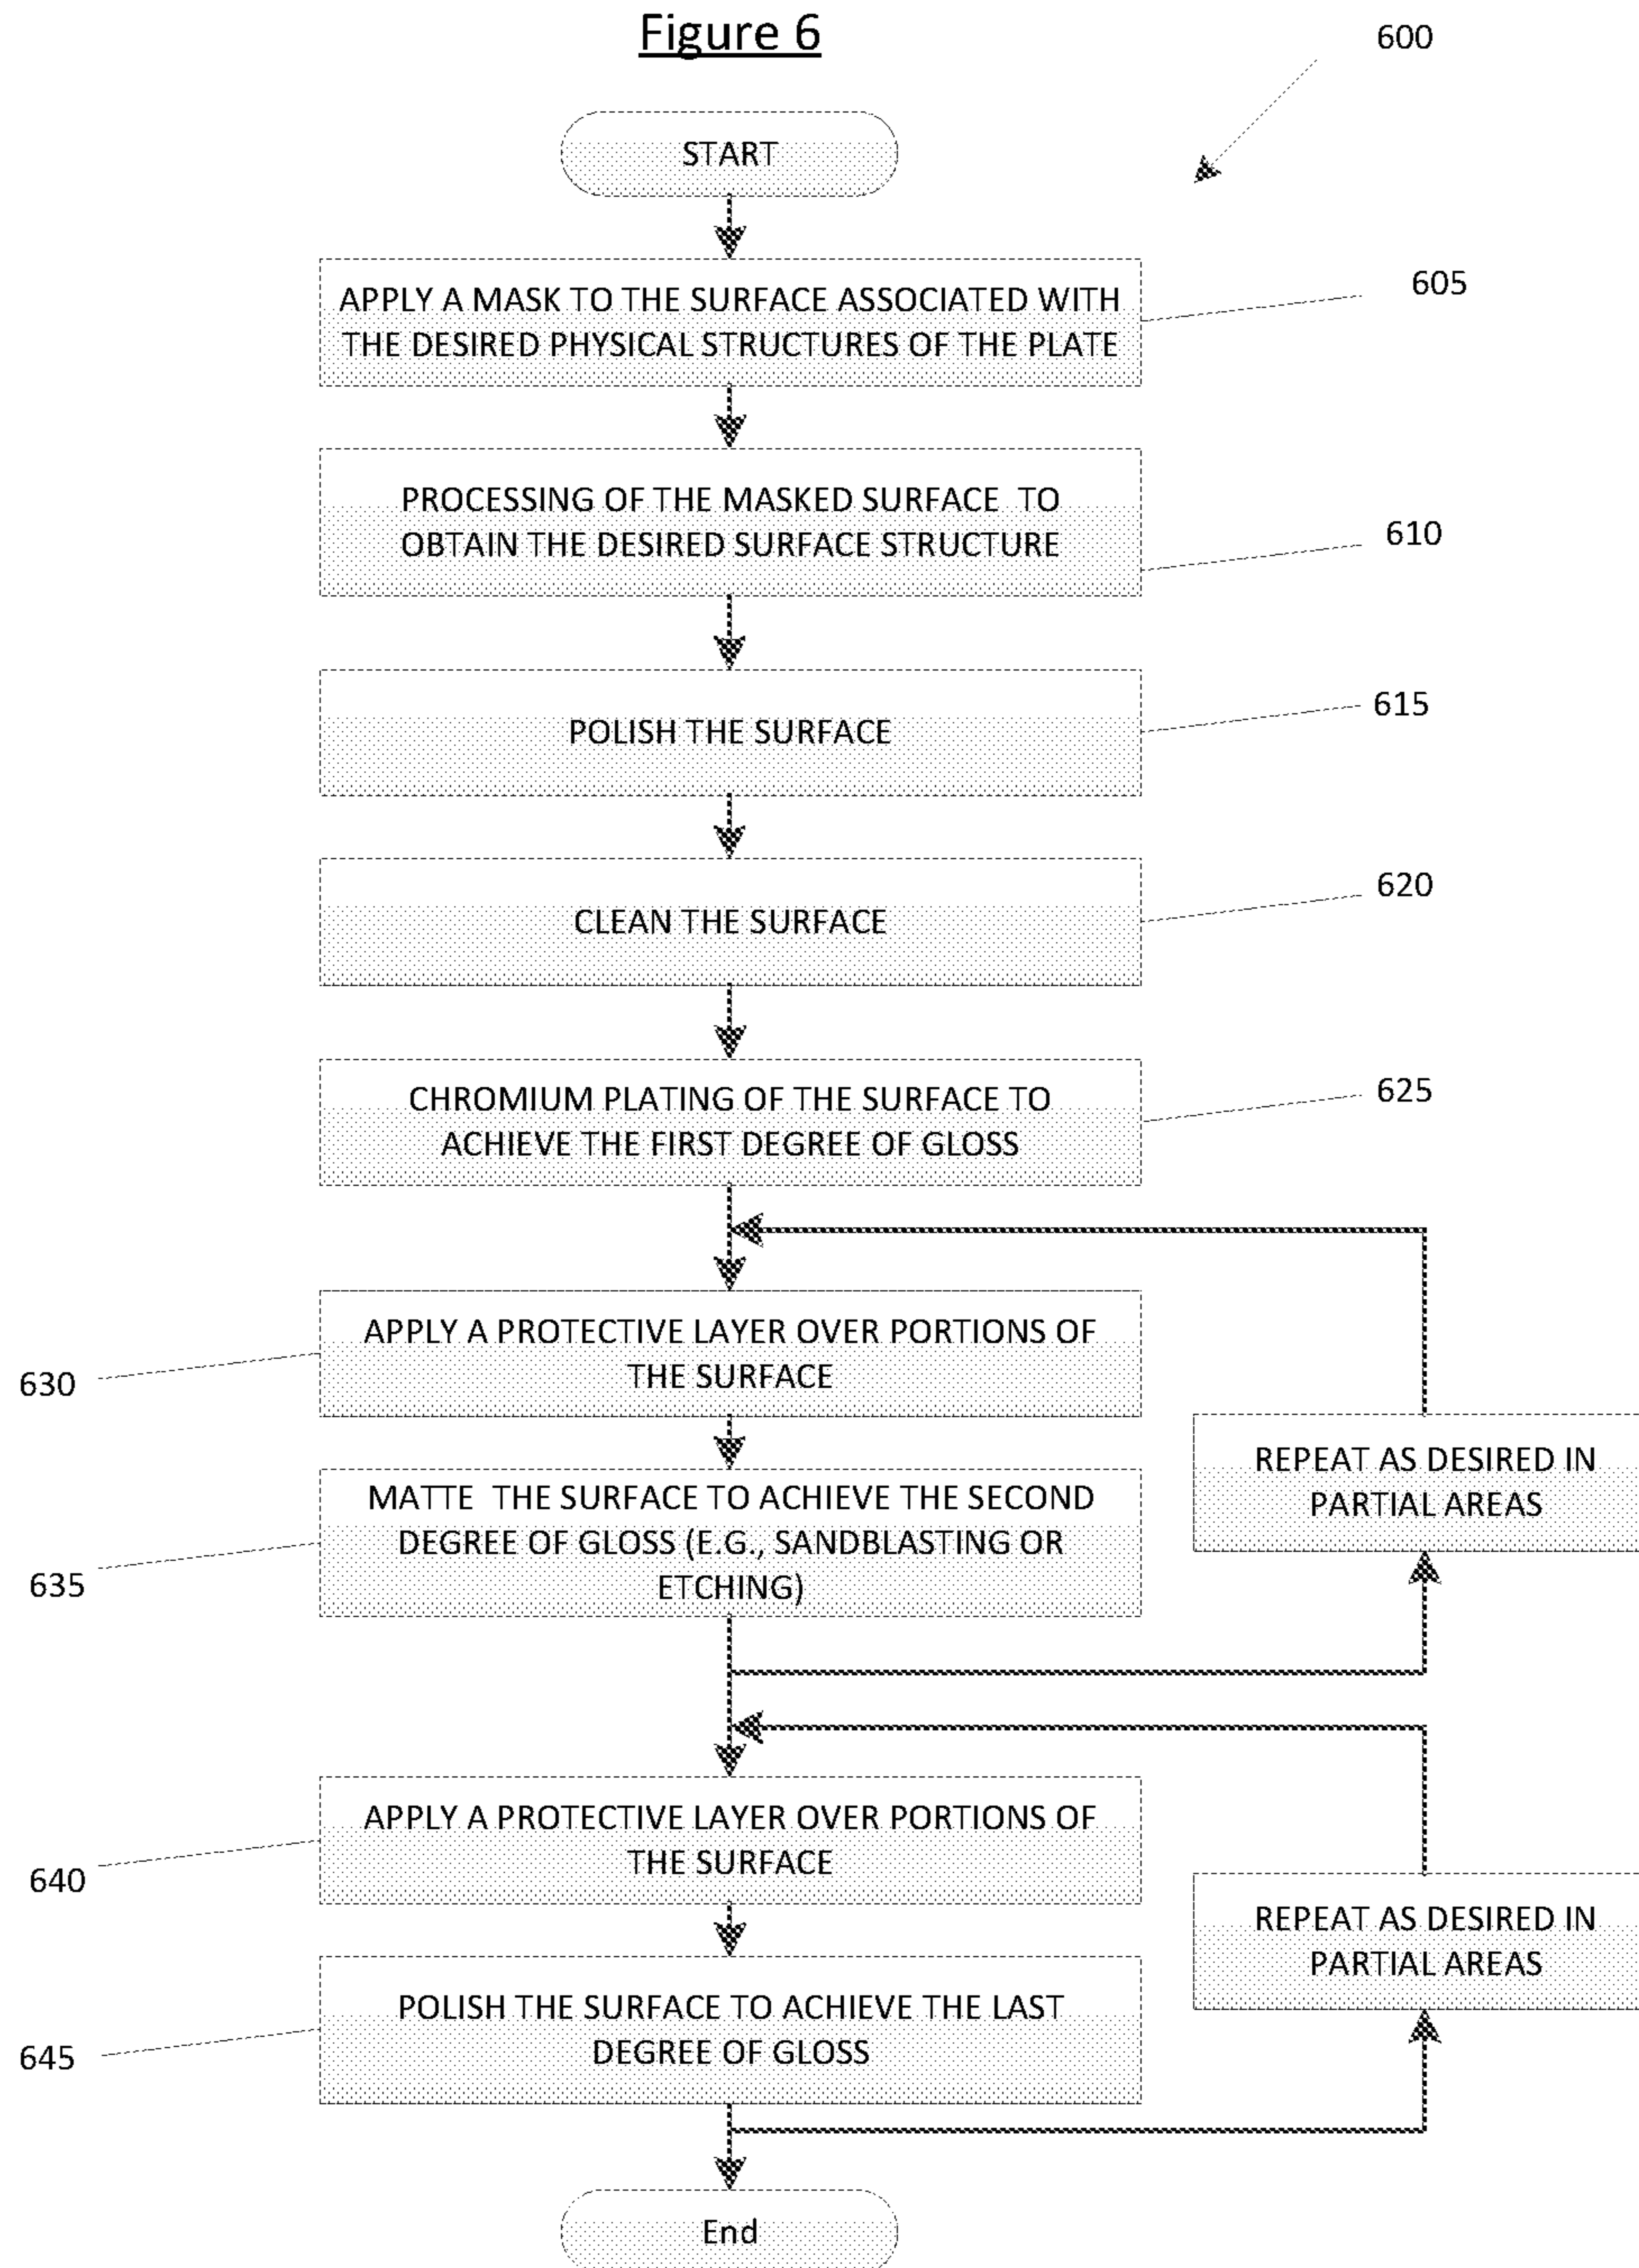 Figure 6
600
START
APPLY A MASK TO THE SURFACE ASSOCIATED WITH
THE DESIRED PHYSICAL STRUCTURES OF THE PLATE
605
PROCESSING OF THE MASKED SURFACE TO
OBTAIN THE DESIRED SURFACE STRUCTURE
610
POLISH THE SURFACE
615
CLEAN THE SURFACE
620
CHROMIUM PLATING OF THE SURFACE TO
ACHIEVE THE FIRST DEGREE OF GLOSS
625
APPLY A PROTECTIVE LAYER OVER PORTIONS OF
THE SURFACE
630
MATTE THE SURFACE TO ACHIEVE THE SECOND
DEGREE OF GLOSS (E.G., SANDBLASTING OR
ETCHING)
635
REPEAT AS DESIRED IN
PARTIAL AREAS
APPLY A PROTECTIVE LAYER OVER PORTIONS OF
THE SURFACE
640
POLISH THE SURFACE TO ACHIEVE THE LAST
DEGREE OF GLOSS
645
REPEAT AS DESIRED IN
PARTIAL AREAS
End